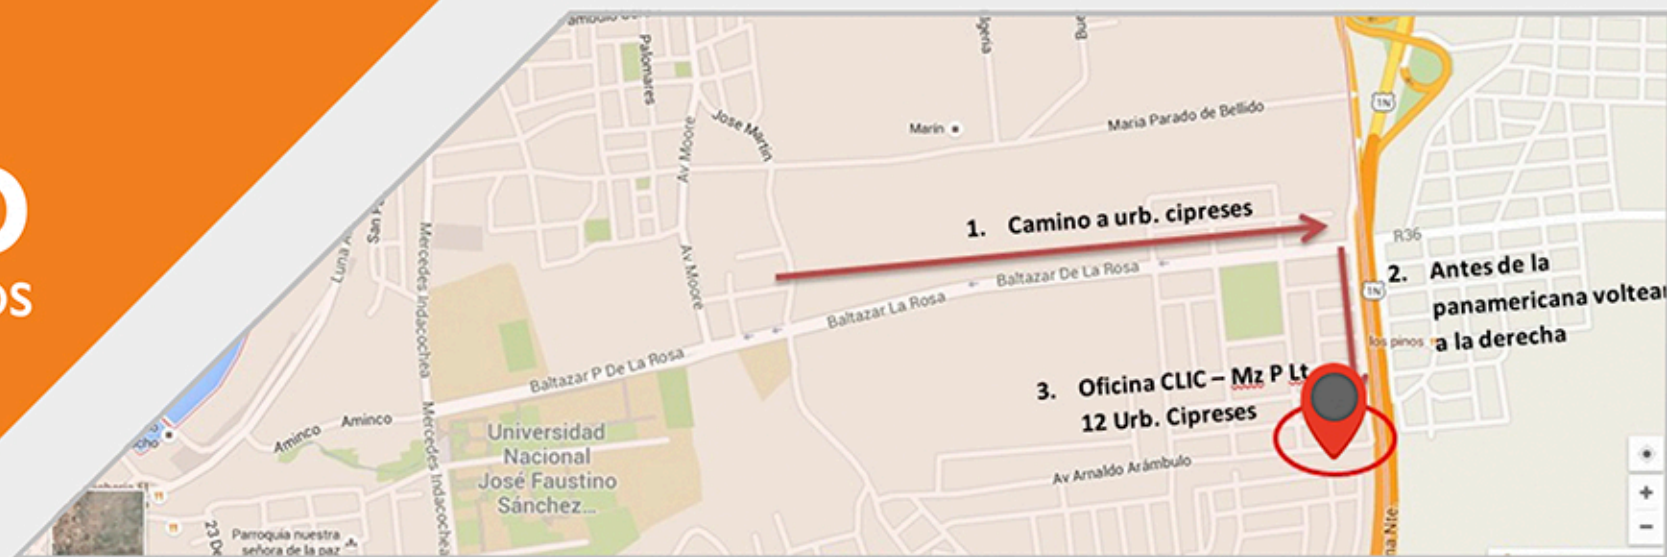 OS
Palomares
Jose Martin
Av Moore
Marin
Maria Parado de Bellido
1N
1. Camino a urb. cipreses
R36
Mercedes Indacochea
Av Moore
Baltazar De La Rosa
Baltazar La Rosa
1N
2. Antes de la
panamericana voltear
a la derecha
los pinos
Baltazar P De La Rosa
3. Oficina CLIC – Mz P Lt
12 Urb. Cipreses
Aminco
Aminco
Mercedes Indacochea
Universidad
Nacional
José Faustino
Sánchez...
Av Arnaldo Arámbulo
Parroquia nuestra
señora de la paz